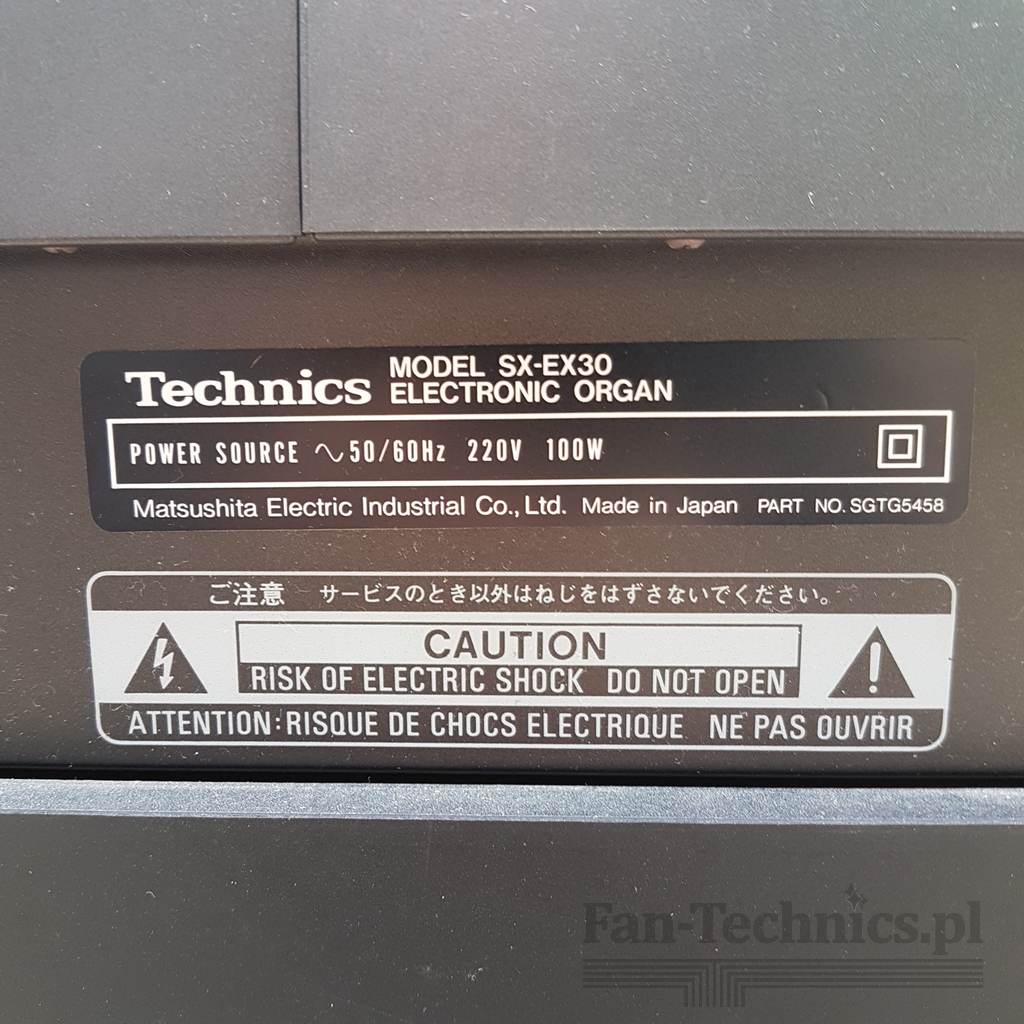 Technics MODEL SX-EX30
ELECTRONIC ORGAN
POWER SOURCE ∿50/60Hz 220V 100W
Matsushita Electric Industrial Co., Ltd. Made in Japan PART NO. SGTG5458
ご注意 サービスのとき以外はねじをはずさないでください。
CAUTION
RISK OF ELECTRIC SHOCK DO NOT OPEN
ATTENTION: RISQUE DE CHOCS ELECTRIQUE NE PAS OUVRIR
Fan-Technics.pl